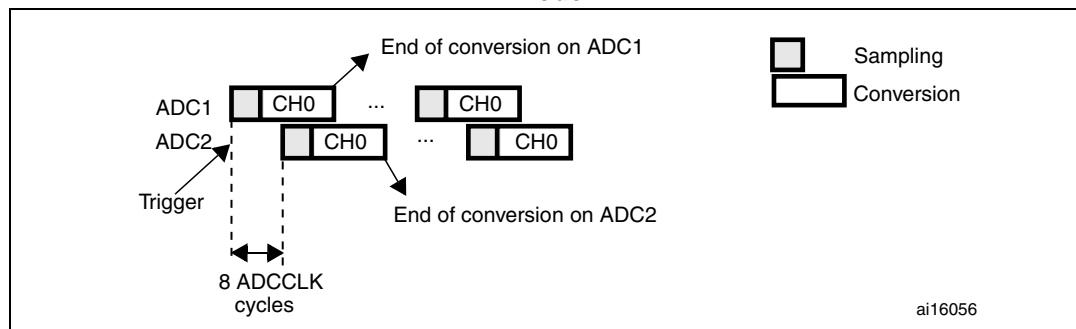 End of conversion on ADC1
Sampling
Conversion
ADC1
CH0
...
CH0
ADC2
CH0
...
CH0
Trigger
End of conversion on ADC2
8 ADCCLK
cycles
ai16056